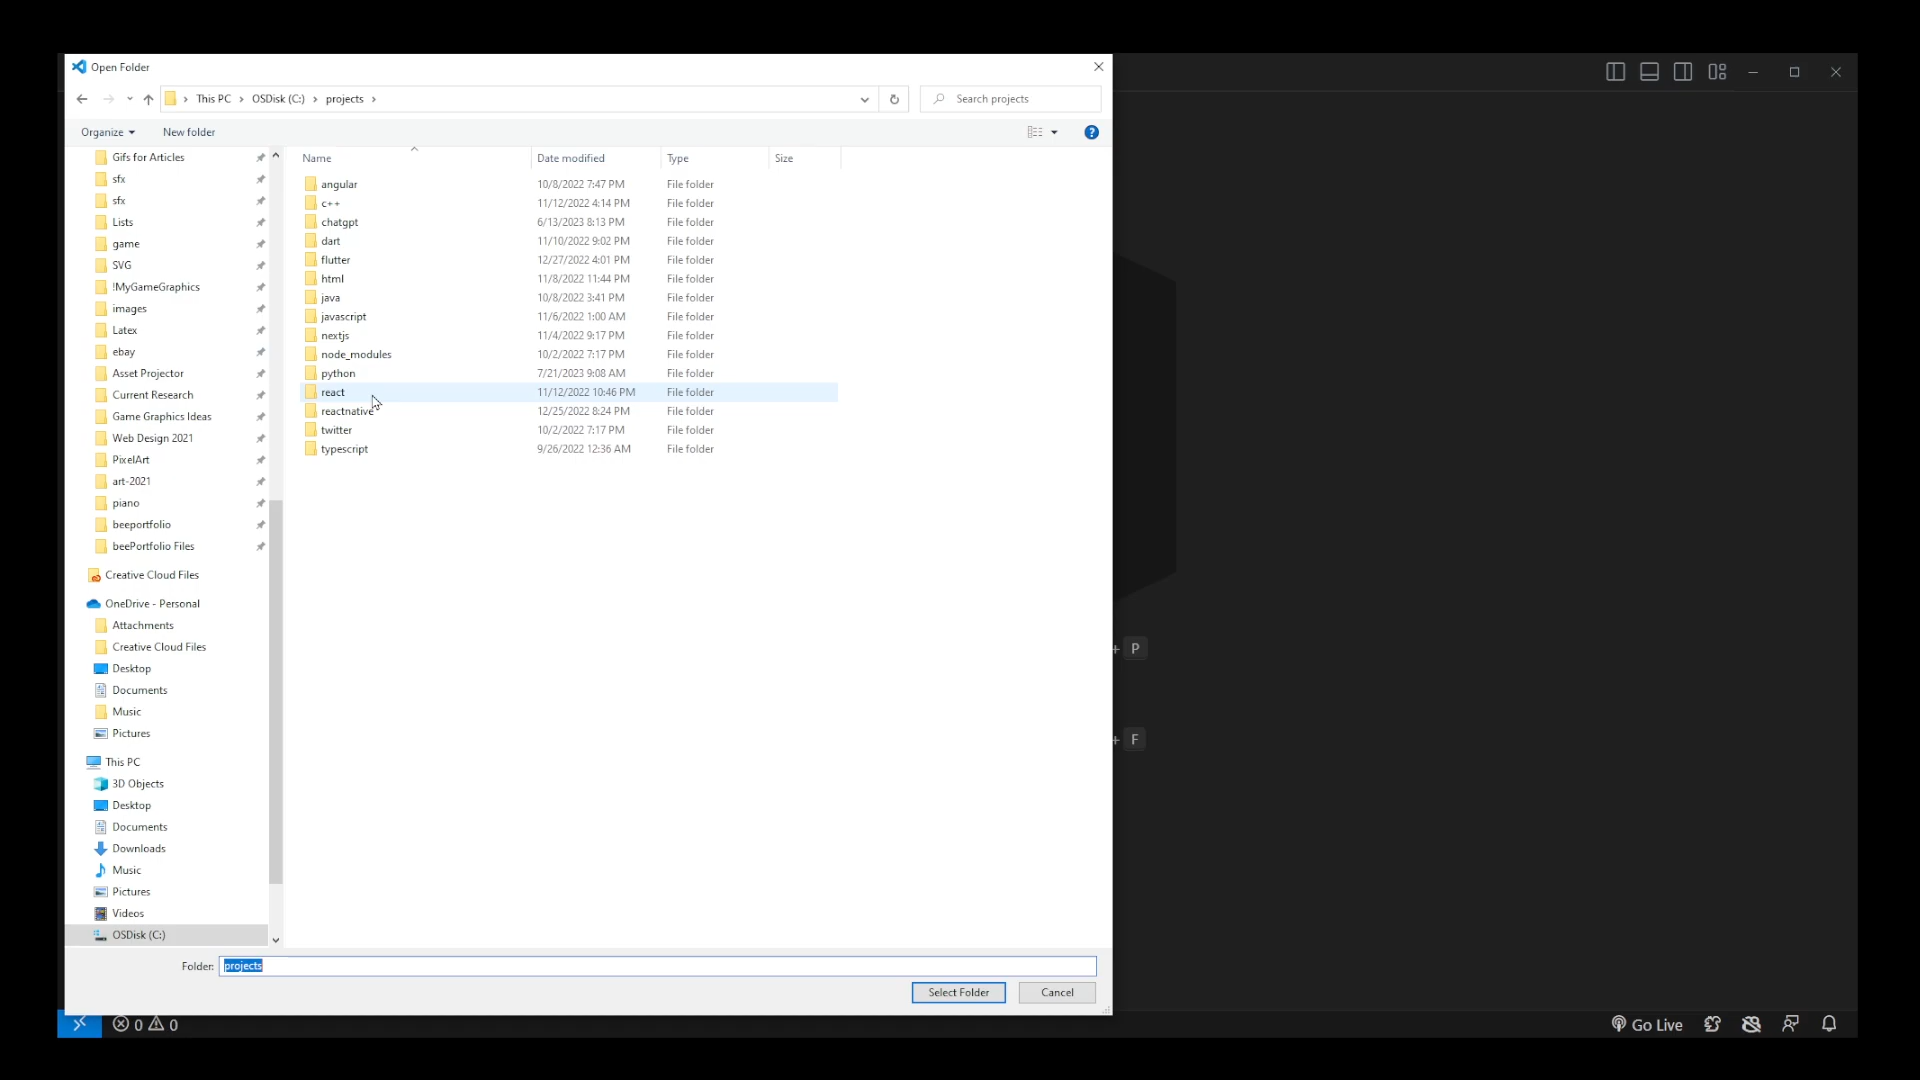 Open Folder
This PC > OSDisk (C:) > projects >
Search projects
Organize
New folder
Gifs for Articles
sfx
sfx
Lists
game
SVG
!MyGameGraphics
images
Latex
ebay
Asset Projector
Current Research
Game Graphics Ideas
Web Design 2021
PixelArt
art-2021
piano
beeportfolio
beePortfolio Files
Creative Cloud Files
OneDrive - Personal
Attachments
Creative Cloud Files
Desktop
Documents
Music
Pictures
This PC
3D Objects
Desktop
Documents
Downloads
Music
Pictures
Videos
OSDisk (C:)
Name Date modified Type Size
angular 10/8/2022 7:47 PM File folder
c++ 11/12/2022 4:14 PM File folder
chatgpt 6/13/2023 8:13 PM File folder
dart 11/10/2022 9:02 PM File folder
flutter 12/27/2022 4:01 PM File folder
html 11/8/2022 11:44 PM File folder
java 10/8/2022 3:41 PM File folder
javascript 11/6/2022 1:00 AM File folder
nextjs 11/4/2022 9:17 PM File folder
node_modules 10/2/2022 7:17 PM File folder
python 7/21/2023 9:08 AM File folder
react 11/12/2022 10:46 PM File folder
reactnative 12/25/2022 8:24 PM File folder
twitter 10/2/2022 7:17 PM File folder
typescript 9/26/2022 12:36 AM File folder
+ P
+ F
Folder: projects
Select Folder
Cancel
0 0
Go Live